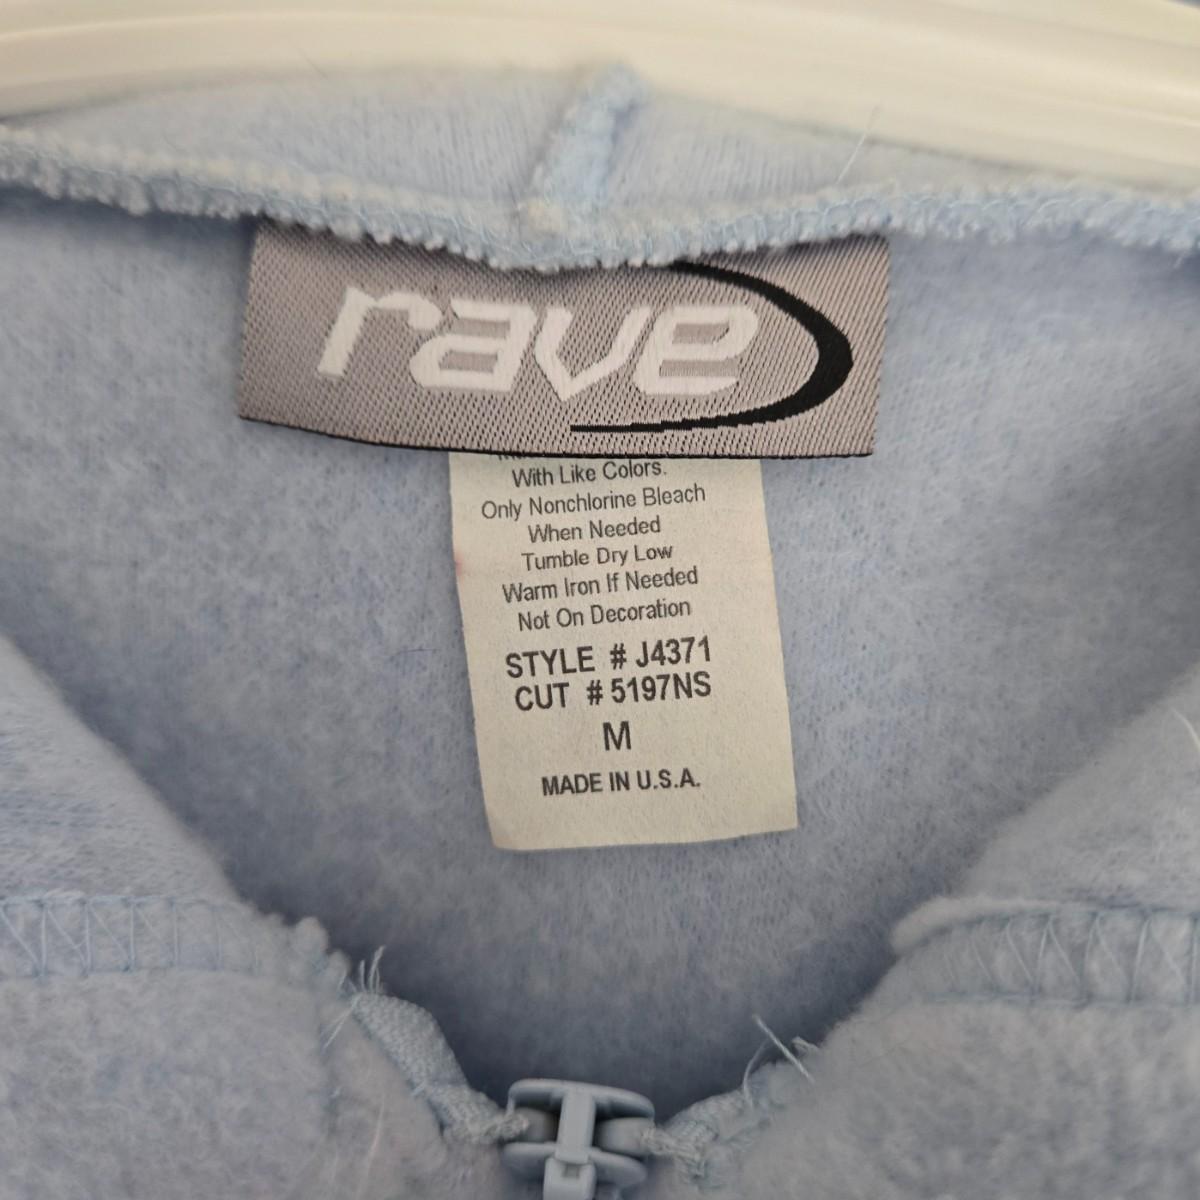 rave
With Like Colors.
Only Nonchlorine Bleach
When Needed
Tumble Dry Low
Warm Iron If Needed
Not On Decoration
STYLE # J4371
CUT # 5197NS
M
MADE IN U.S.A.